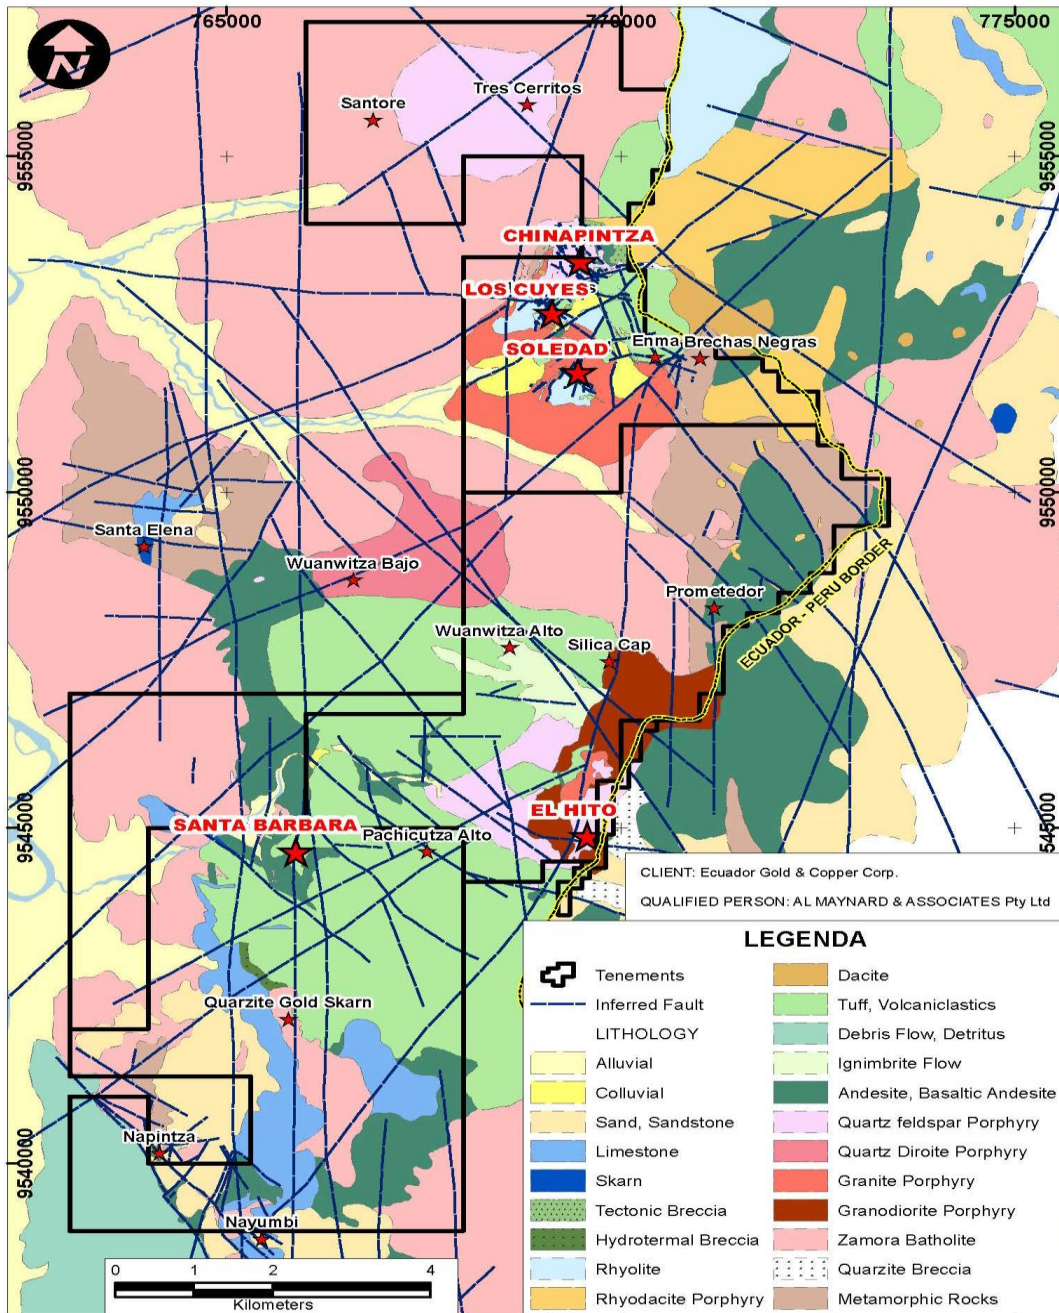 765000
770000
775000
N
Tres Cerritos
Santore
9555000
9555000
CHINAPINTZA
LOS CUYES
SOLEDAD
Enma Brechas Negras
9550000
9550000
Santa Elena
Wuanwitza Bajo
Prometedor
ECUADOR - PERU BORDER
Wuanwitza Alto
Silica Cap
EL HITO
SANTA BARBARA
Pachicutza Alto
9545000
545000
CLIENT: Ecuador Gold & Copper Corp.
QUALIFIED PERSON: AL MAYNARD & ASSOCIATES Pty Ltd
Quarzite Gold Skarn
Napintza
9540000
Nayumbi
0 1 2 4
Kilometers
LEGENDA
Tenements
Inferred Fault
LITHOLOGY
Alluvial
Colluvial
Sand, Sandstone
Limestone
Skarn
Tectonic Breccia
Hydrotermal Breccia
Rhyolite
Rhyodacite Porphyry
Dacite
Tuff, Volcaniclastics
Debris Flow, Detritus
Ignimbrite Flow
Andesite, Basaltic Andesite
Quartz feldspar Porphyry
Quartz Diroite Porphyry
Granite Porphyry
Granodiorite Porphyry
Zamora Batholite
Quarzite Breccia
Metamorphic Rocks